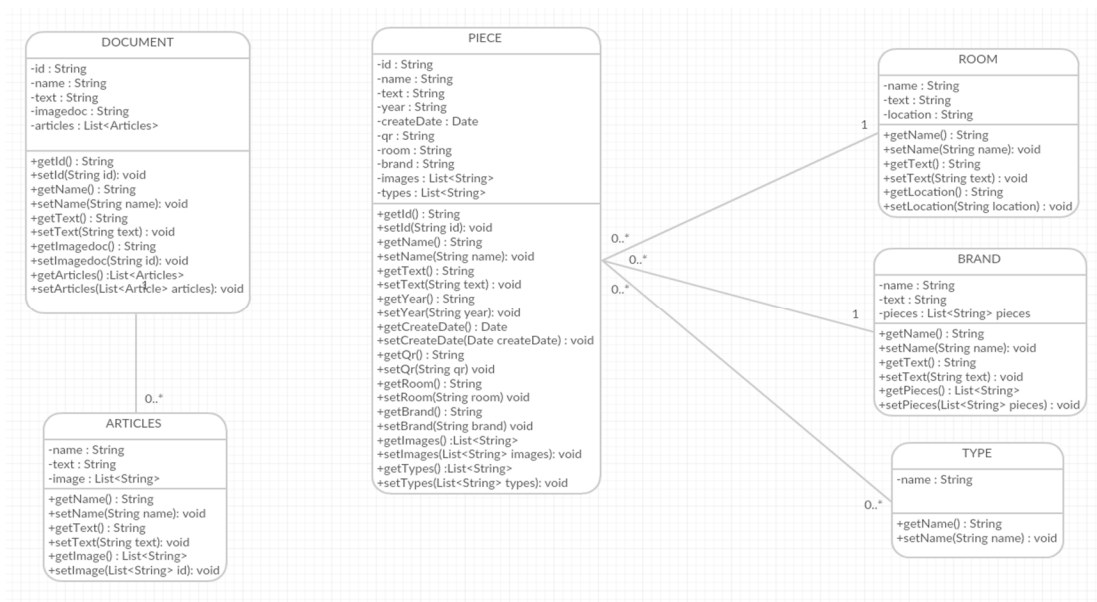 DOCUMENT
-id : String
-name : String
-text : String
-imagedoc : String
-articles : List<Articles>
+getId() : String
+setId(String id): void
+getName() : String
+setName(String name): void
+getText() : String
+setText(String text) : void
+getImagedoc() : String
+setImagedoc(String id) : void
+getArticles() :List<Articles>
+setArticles(List<Article> articles): void
1
0..*
ARTICLES
-name : String
-text : String
-image : List<String>
+getName() : String
+setName(String name): void
+getText() : String
+setText(String text): void
+getImage() : List<String>
+setImage(List<String> id): void
PIECE
-id : String
-name : String
-text : String
-year : String
-createDate : Date
-qr : String
-room : String
-brand : String
-images : List<String>
-types : List<String>
+getId() : String
+setId(String id): void
+getName() : String
+setName(String name): void
+getText() : String
+setText(String text) : void
+getYear() : String
+setYear(String year): void
+getCreateDate() : Date
+setCreateDate(Date createDate) : void
+getQr() : String
+setQr(String qr) void
+getRoom() : String
+setRoom(String room) void
+getBrand() : String
+setBrand(String brand) void
+getImages() :List<String>
+setImages(List<String> images): void
+getTypes() :List<String>
+setTypes(List<String> types): void
0..*
0..*
0..*
1
1
0..*
ROOM
-name : String
-text : String
-location : String
+getName() : String
+setName(String name): void
+getText() : String
+setText(String text) : void
+getLocation() : String
+setLocation(String location) : void
BRAND
-name : String
-text : String
-pieces : List<String> pieces
+getName() : String
+setName(String name): void
+getText() : String
+setText(String text) : void
+getPieces() : List<String>
+setPieces(List<String> pieces) : void
TYPE
-name : String
+getName() : String
+setName(String name) : void